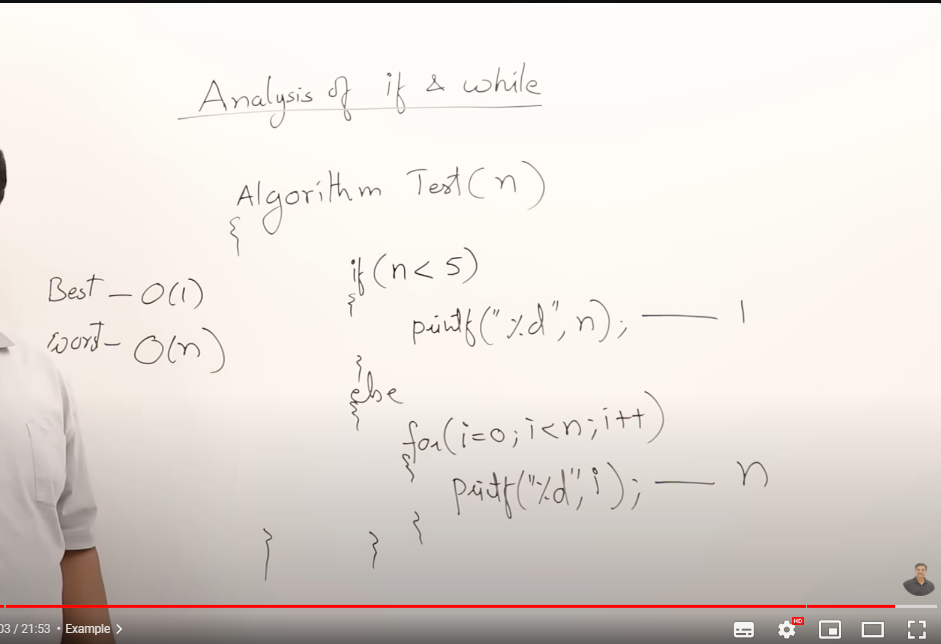 Analysis of if & while
Algorithm Test(n)
{
if(n < 5)
{
Best - O(1)
printf("%d", n); — 1
worst - O(n)
}
else
{
for(i=0; i<n; i++)
{
printf("%d", i); — n
{
}
}
03 / 21:53 • Example >
HD